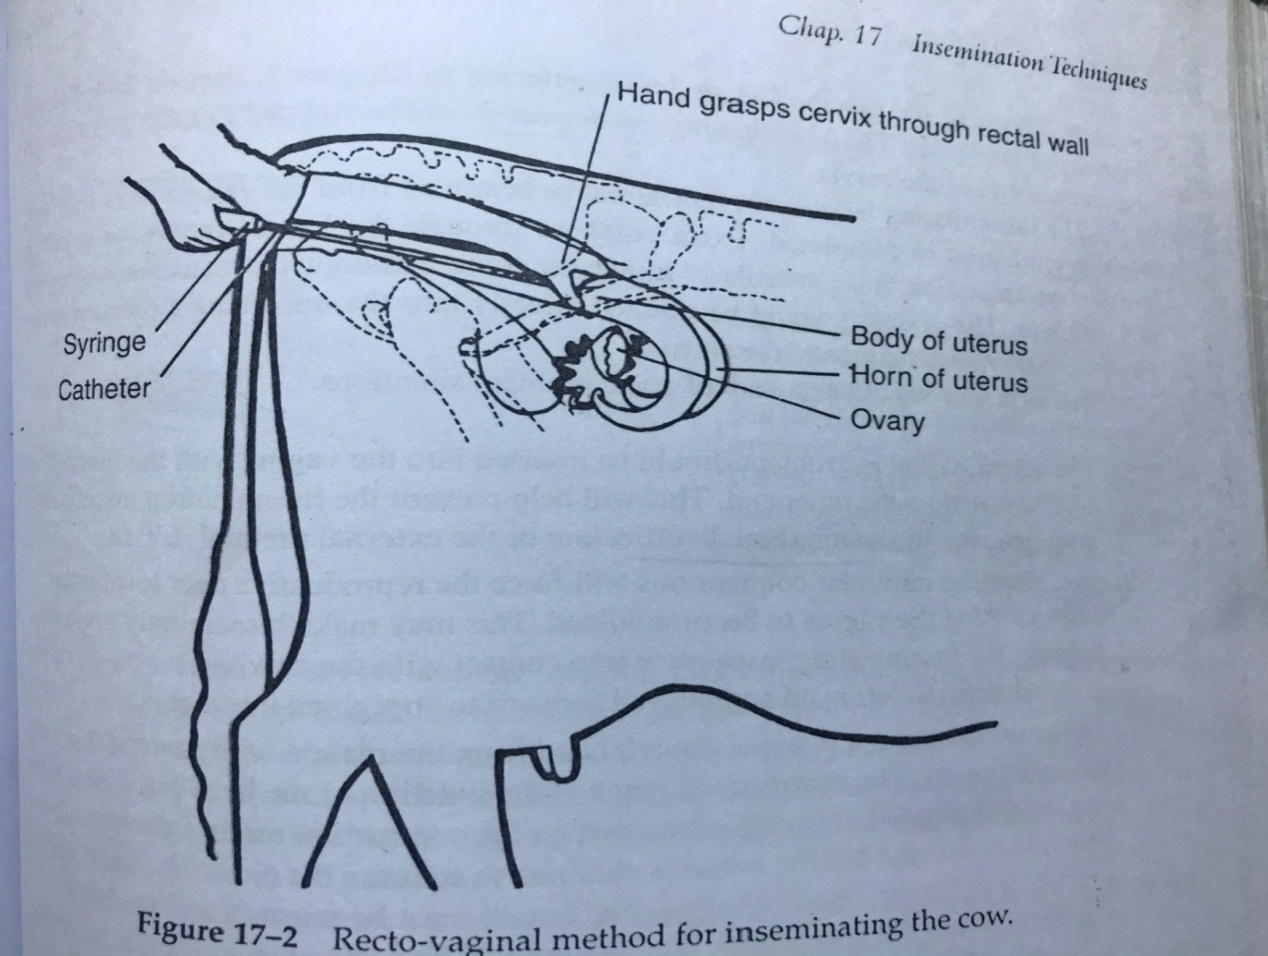 Chap. 17 Insemination Techniques
Hand grasps cervix through rectal wall
Syringe
Catheter
Body of uterus
Horn of uterus
Ovary
Figure 17–2 Recto-vaginal method for inseminating the cow.